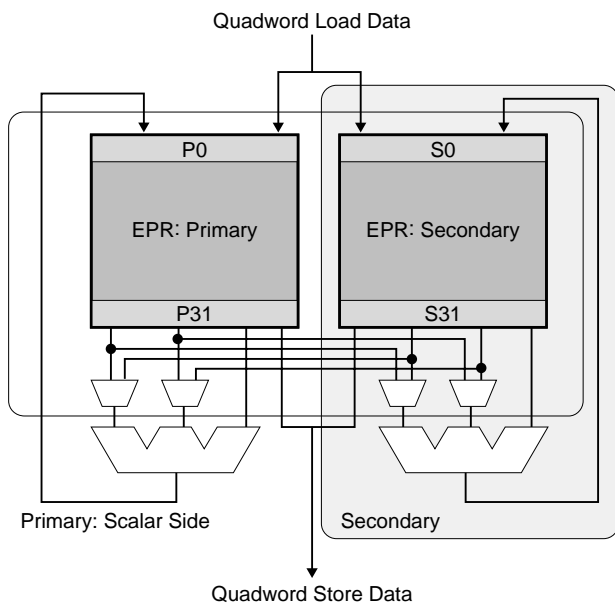 Quadword Load Data
P0
S0
EPR: Primary
EPR: Secondary
P31
S31
Primary: Scalar Side
Secondary
Quadword Store Data